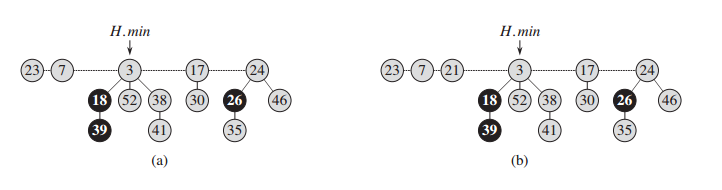 H.min H.min
23 7 3 17 24 23 7 21 3 17 24
18 52 38 30 26 46 18 52 38 30 26 46
39 41 35 39 41 35
(a) (b)